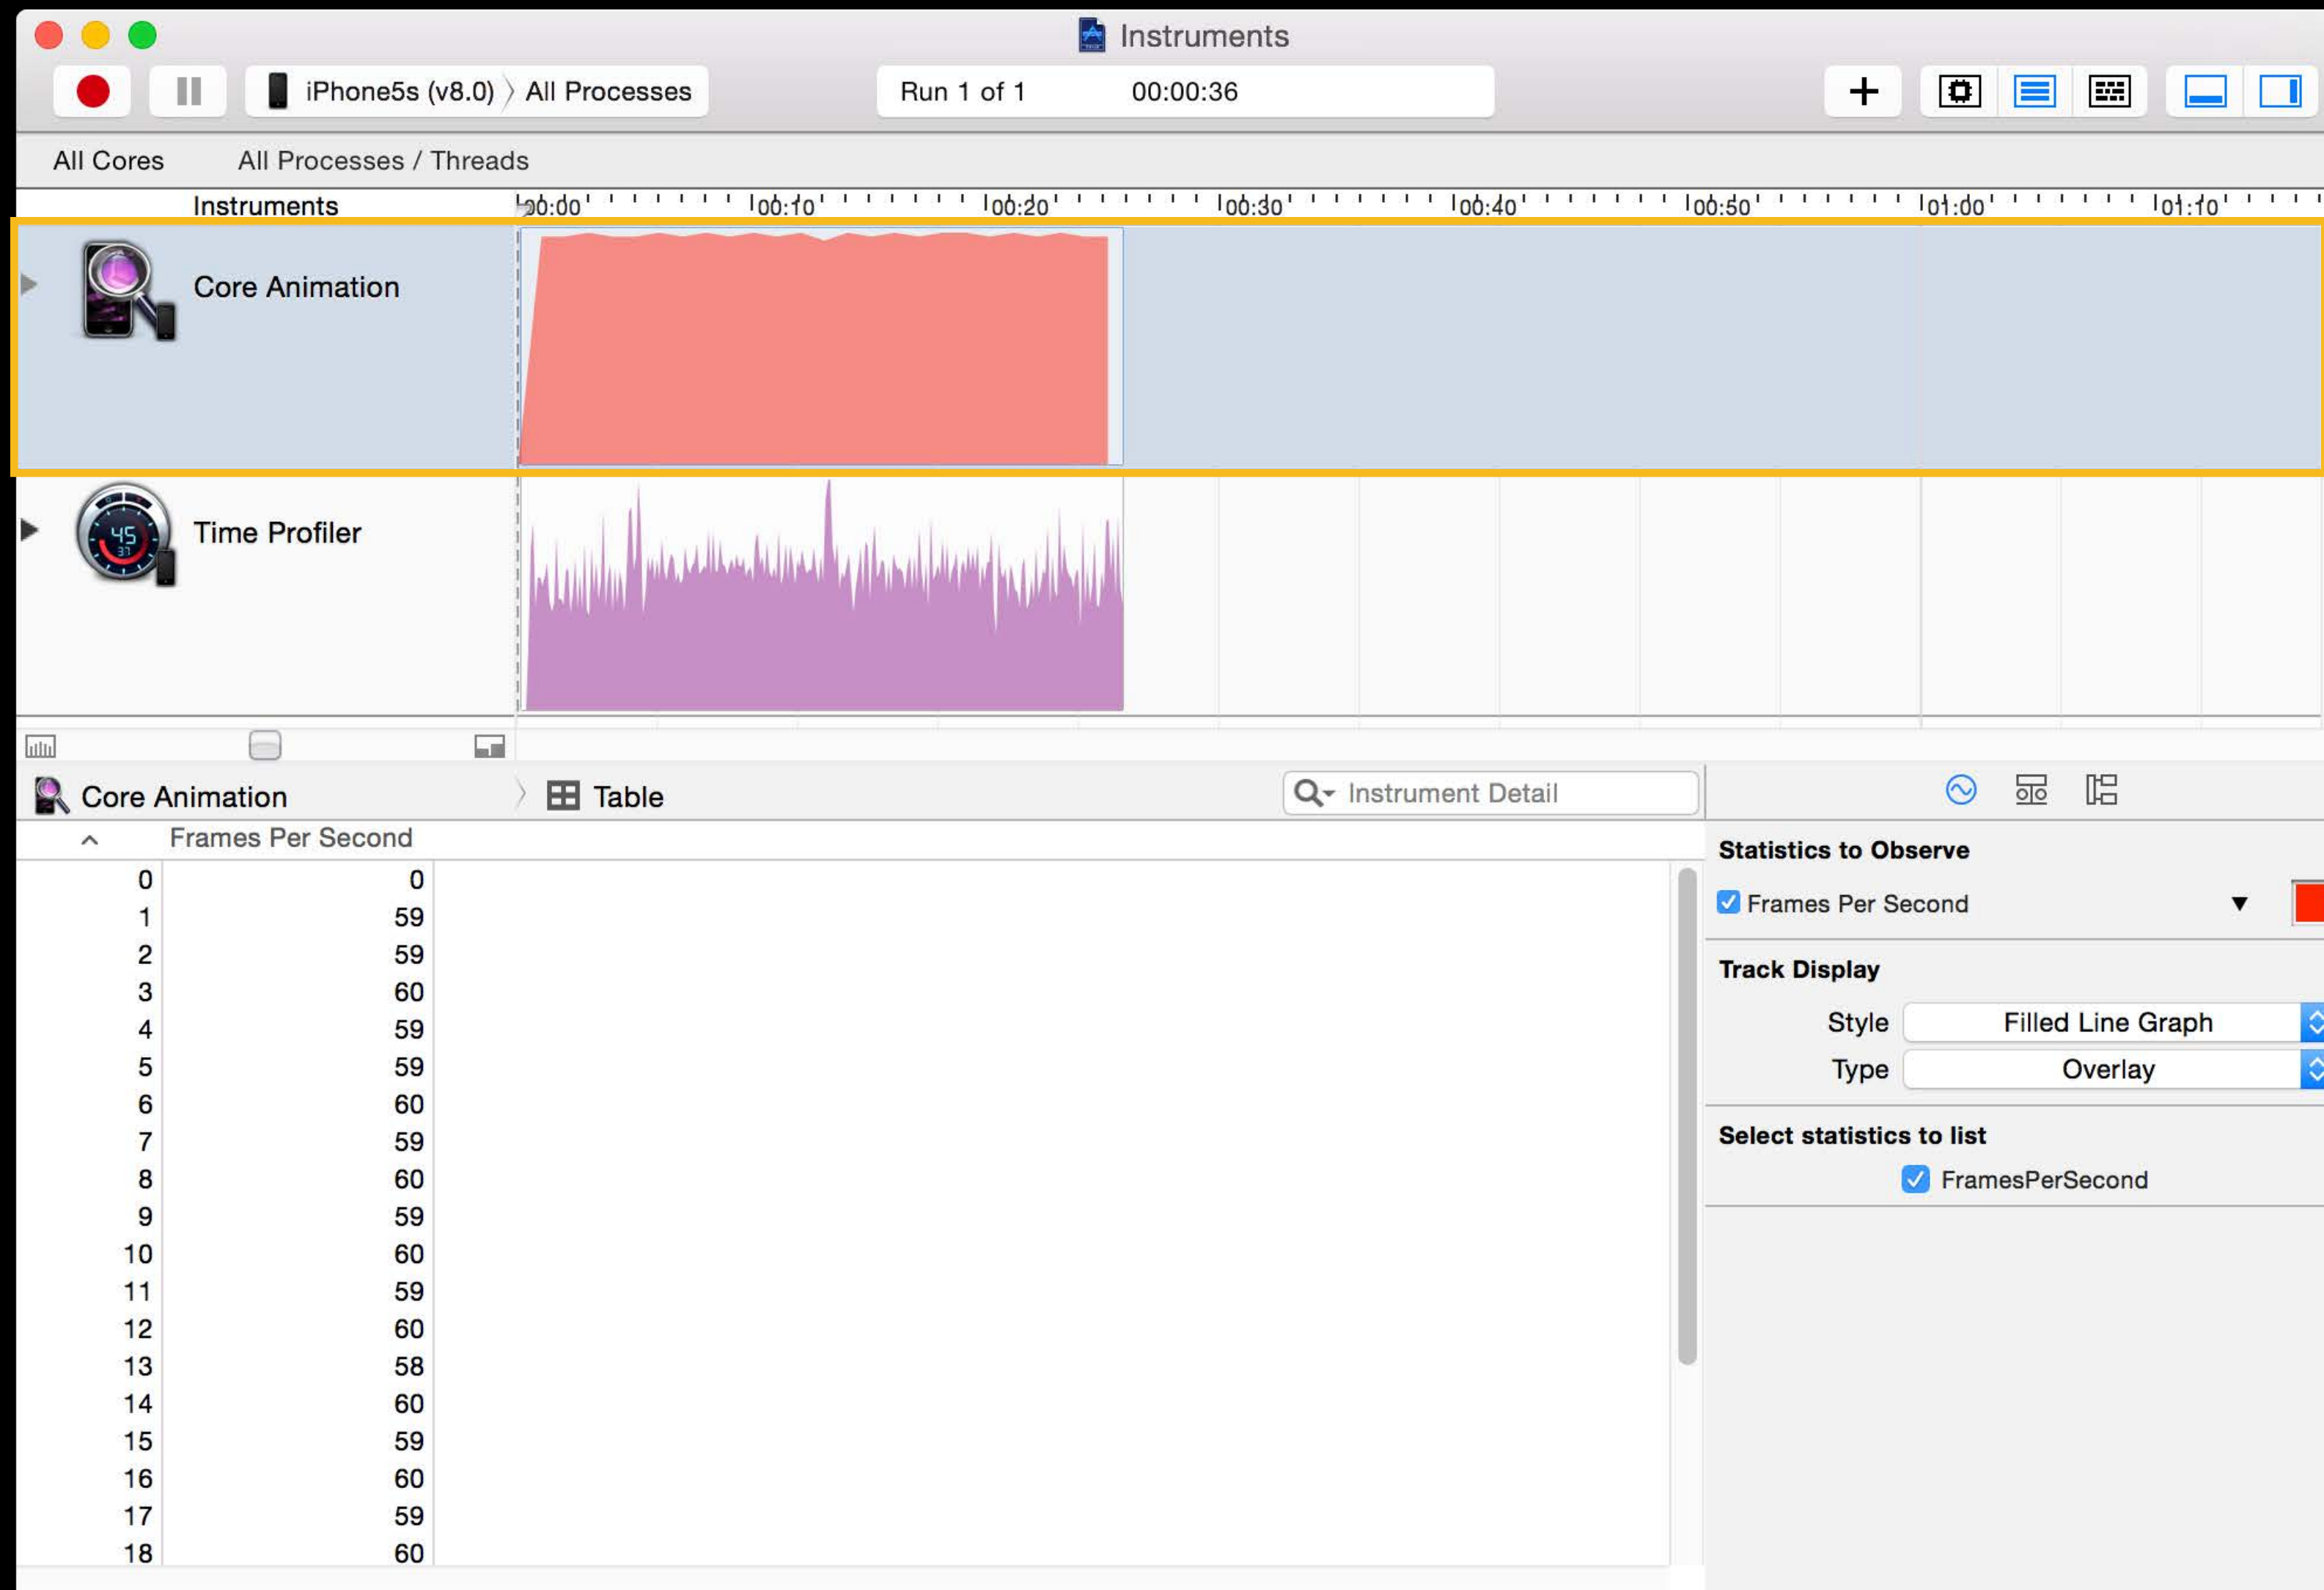 Instruments
iPhone5s (v8.0) 〉 All Processes
Run 1 of 1 00:00:36
All Cores All Processes / Threads
Instruments 00:00 00:10 00:20 00:30 00:40 00:50 01:00 01:10
Core Animation
45
37
Time Profiler
Core Animation 〉 Table
Instrument Detail
Frames Per Second
0 0
1 59
2 59
3 60
4 59
5 59
6 60
7 59
8 60
9 59
10 60
11 59
12 60
13 58
14 60
15 59
16 60
17 59
18 60
Statistics to Observe
Frames Per Second
Track Display
Style Filled Line Graph
Type Overlay
Select statistics to list
FramesPerSecond